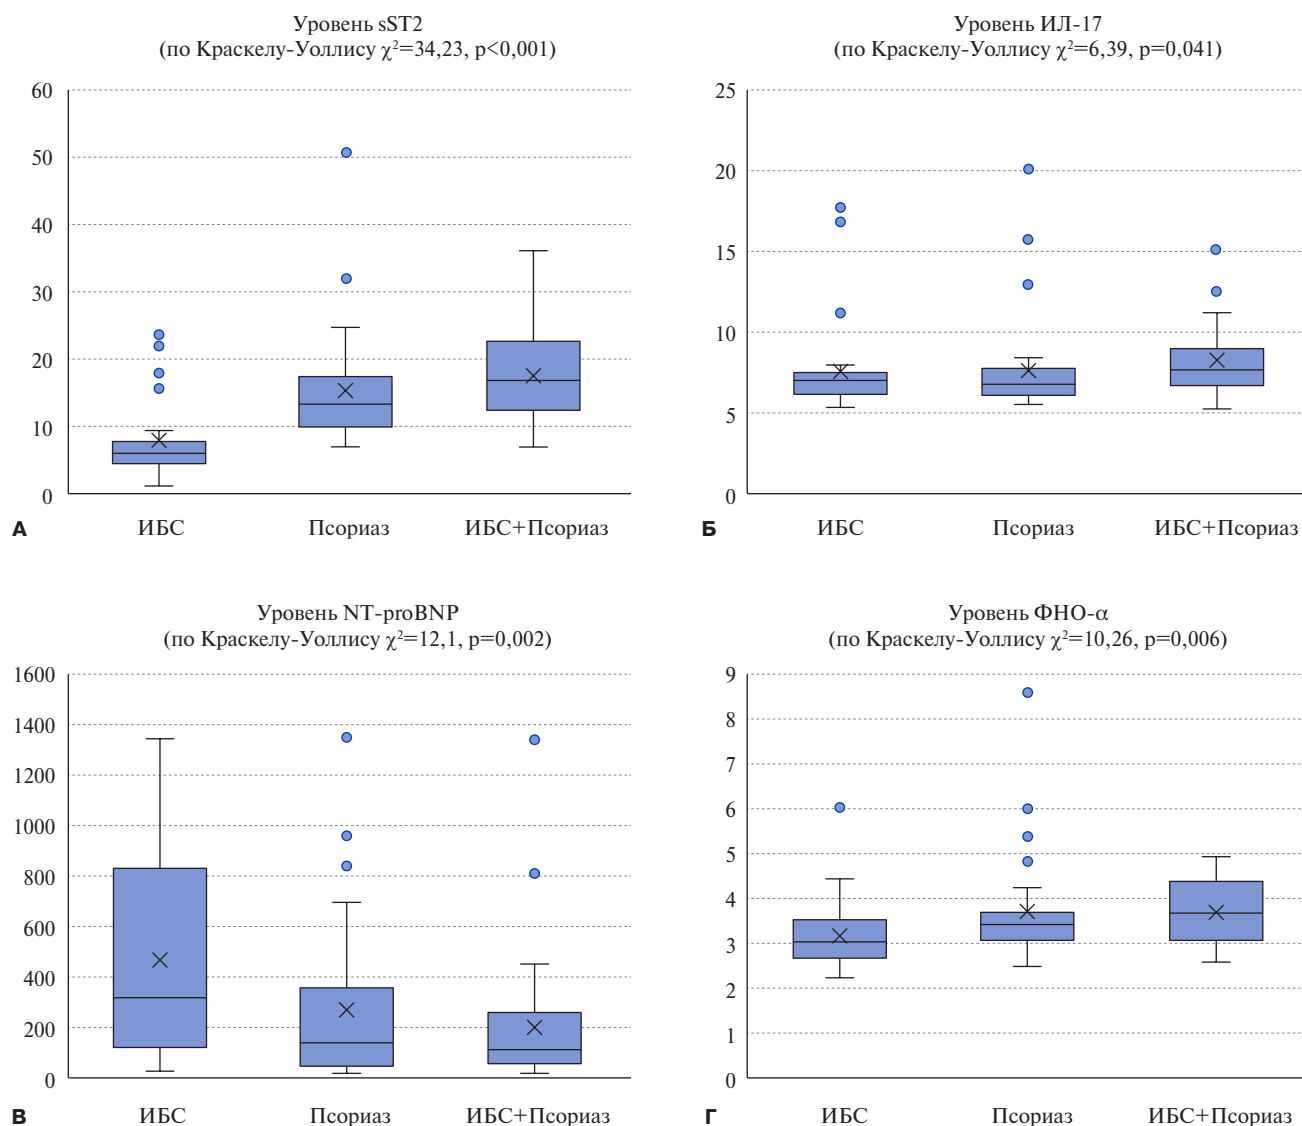 Уровень sST2
(по Краскелу-Уоллису χ²=34,23, p<0,001)
60
50
40
30
20
10
0
А
ИБС
Псориаз
ИБС+Псориаз
Уровень ИЛ-17
(по Краскелу-Уоллису χ²=6,39, p=0,041)
25
20
15
10
5
0
Б
ИБС
Псориаз
ИБС+Псориаз
Уровень NT-proBNP
(по Краскелу-Уоллису χ²=12,1, p=0,002)
1600
1400
1200
1000
800
600
400
200
0
В
ИБС
Псориаз
ИБС+Псориаз
Уровень ФНО-α
(по Краскелу-Уоллису χ²=10,26, p=0,006)
9
8
7
6
5
4
3
2
1
0
Г
ИБС
Псориаз
ИБС+Псориаз